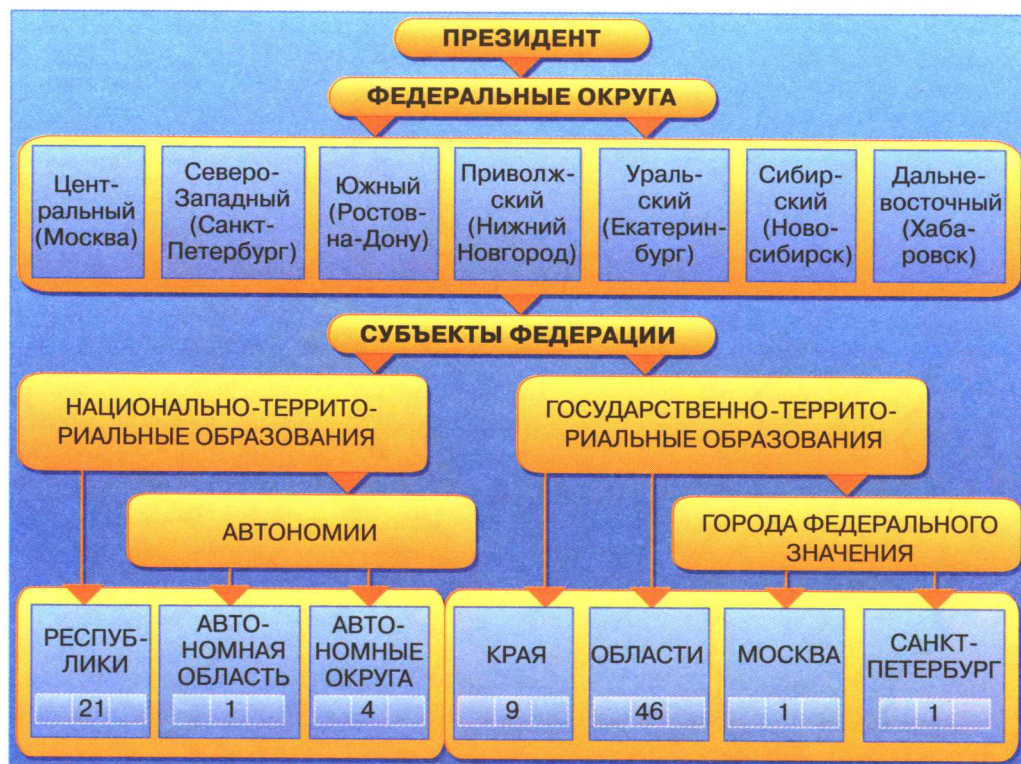 ПРЕЗИДЕНТ
ФЕДЕРАЛЬНЫЕ ОКРУГА
Цент-
ральный
(Москва)
Северо-
Западный
(Санкт-
Петербург)
Южный
(Ростов-
на-Дону)
Приволж-
ский
(Нижний
Новгород)
Ураль-
ский
(Екатерин-
бург)
Сибир-
ский
(Ново-
сибирск)
Дальне-
восточный
(Хаба-
ровск)
СУБЪЕКТЫ ФЕДЕРАЦИИ
НАЦИОНАЛЬНО-ТЕРРИТО-
РИАЛЬНЫЕ ОБРАЗОВАНИЯ
ГОСУДАРСТВЕННО-ТЕРРИТО-
РИАЛЬНЫЕ ОБРАЗОВАНИЯ
АВТОНОМИИ
ГОРОДА ФЕДЕРАЛЬНОГО
ЗНАЧЕНИЯ
РЕСПУБ-
ЛИКИ
21
АВТО-
НОМНАЯ
ОБЛАСТЬ
1
АВТО-
НОМНЫЕ
ОКРУГА
4
КРАЯ
9
ОБЛАСТИ
46
МОСКВА
1
САНКТ-
ПЕТЕРБУРГ
1